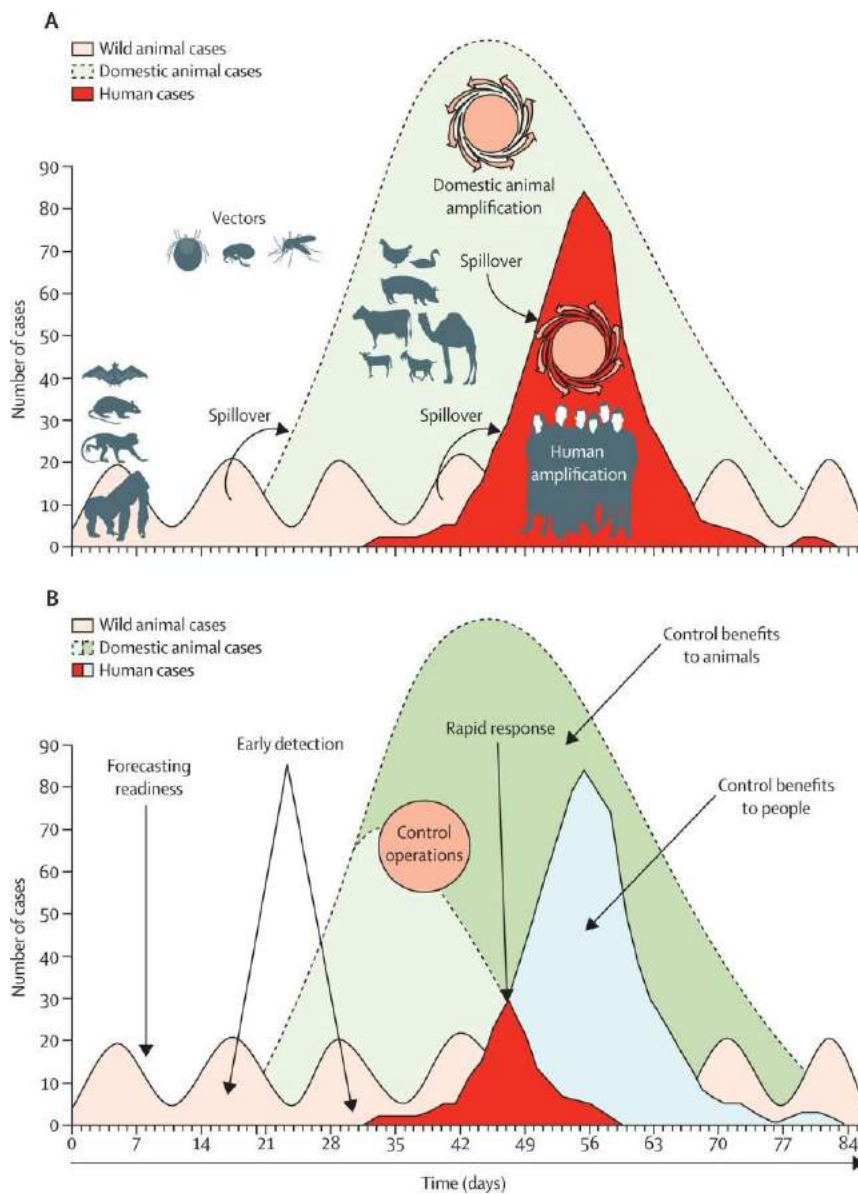 A
Wild animal cases
Domestic animal cases
Human cases
Number of cases
90
80
70
60
50
40
30
20
10
0
Vectors
Spillover
Domestic animal
amplification
Spillover
Spillover
Human
amplification
B
Wild animal cases
Domestic animal cases
Human cases
Number of cases
90
80
70
60
50
40
30
20
10
0
Forecasting
readiness
Early detection
Control
operations
Rapid response
Control benefits
to animals
Control benefits
to people
0 7 14 21 28 35 42 49 56 63 70 77 84
Time (days)